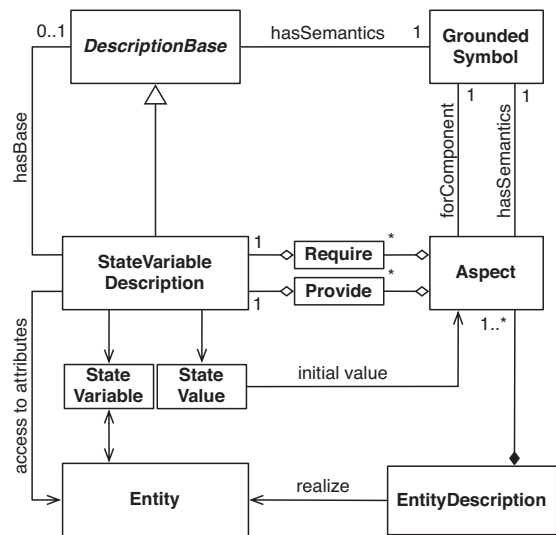 0..1
DescriptionBase
hasSemantics
1
Grounded
Symbol
1
1
hasBase
forComponent
hasSemantics
StateVariable
Description
1
Require
*
Aspect
1
Provide
*
1..*
access to attributes
State
Variable
State
Value
initial value
Entity
realize
EntityDescription